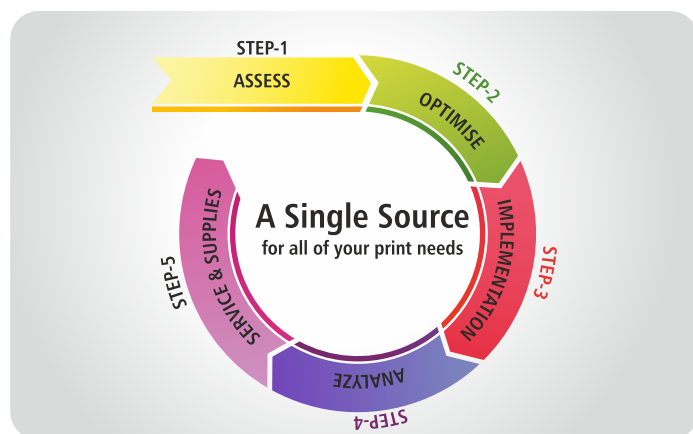 STEP-1
ASSESS
STEP-2
OPTIMISE
STEP-3
IMPLEMENTATION
STEP-4
ANALYZE
STEP-5
SERVICE & SUPPLIES
A Single Source
for all of your print needs